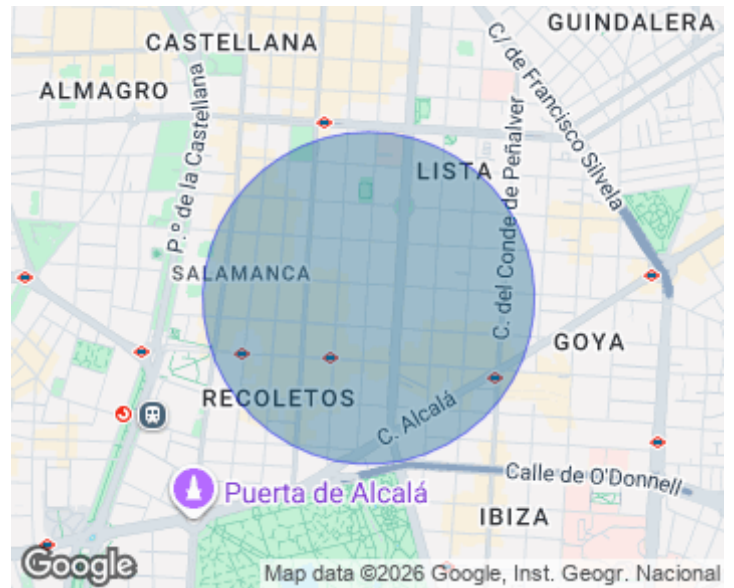 GUINDALERA
CASTELLANA
ALMAGRO
C/ de Francisco Silvela
P.º de la Castellana
C. del Conde de Peñalver
LISTA
SALAMANCA
GOYA
RECOLETOS
C. Alcalá
Calle de O'Donnell
Puerta de Alcalá
IBIZA
Google
Map data ©2026 Google, Inst. Geogr. Nacional